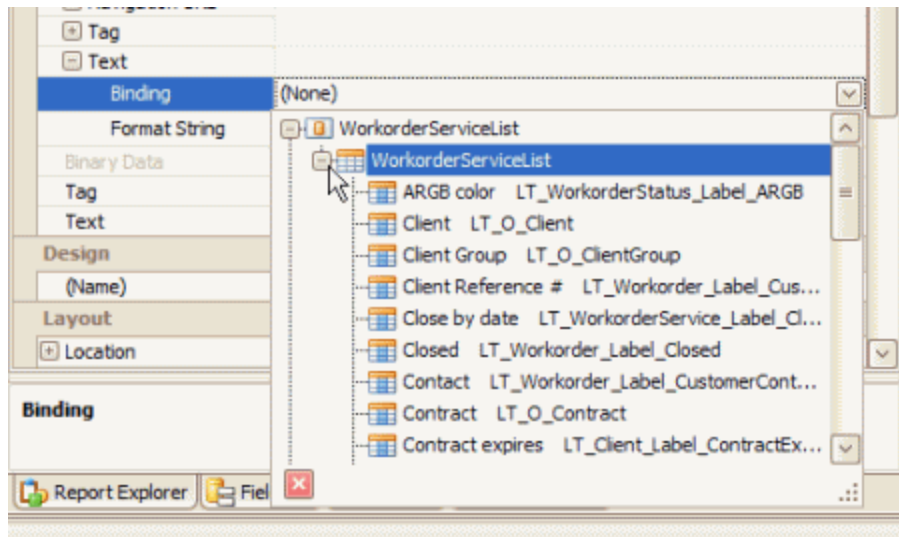 Tag
Text
Binding (None)
Format String WorkorderServiceList
Binary Data WorkorderServiceList
Tag ARGB color LT_WorkorderStatus_Label_ARGB
Text Client LT_O_Client
Design Client Group LT_O_ClientGroup
(Name) Client Reference # LT_Workorder_Label_Cus...
Layout Close by date LT_WorkorderService_Label_Cl...
Location Closed LT_Workorder_Label_Closed
Contact LT_Workorder_Label_CustomerCont...
Binding Contract LT_O_Contract
Contract expires LT_Client_Label_ContractEx...
Report Explorer Fiel